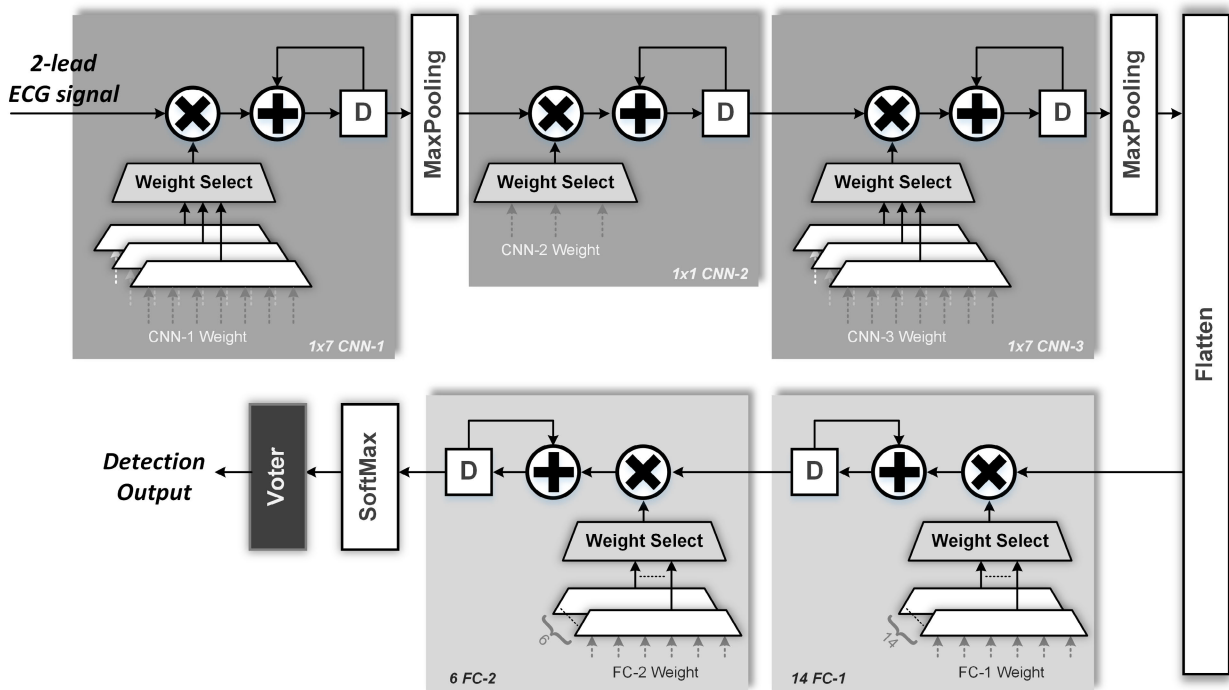 2-lead
ECG signal
D
MaxPooling
D
D
MaxPooling
Flatten
Weight Select
Weight Select
Weight Select
CNN-1 Weight
1x7 CNN-1
CNN-2 Weight
1x1 CNN-2
CNN-3 Weight
1x7 CNN-3
Detection
Output
Voter
SoftMax
D
D
Weight Select
Weight Select
6
14
FC-2 Weight
6 FC-2
FC-1 Weight
14 FC-1